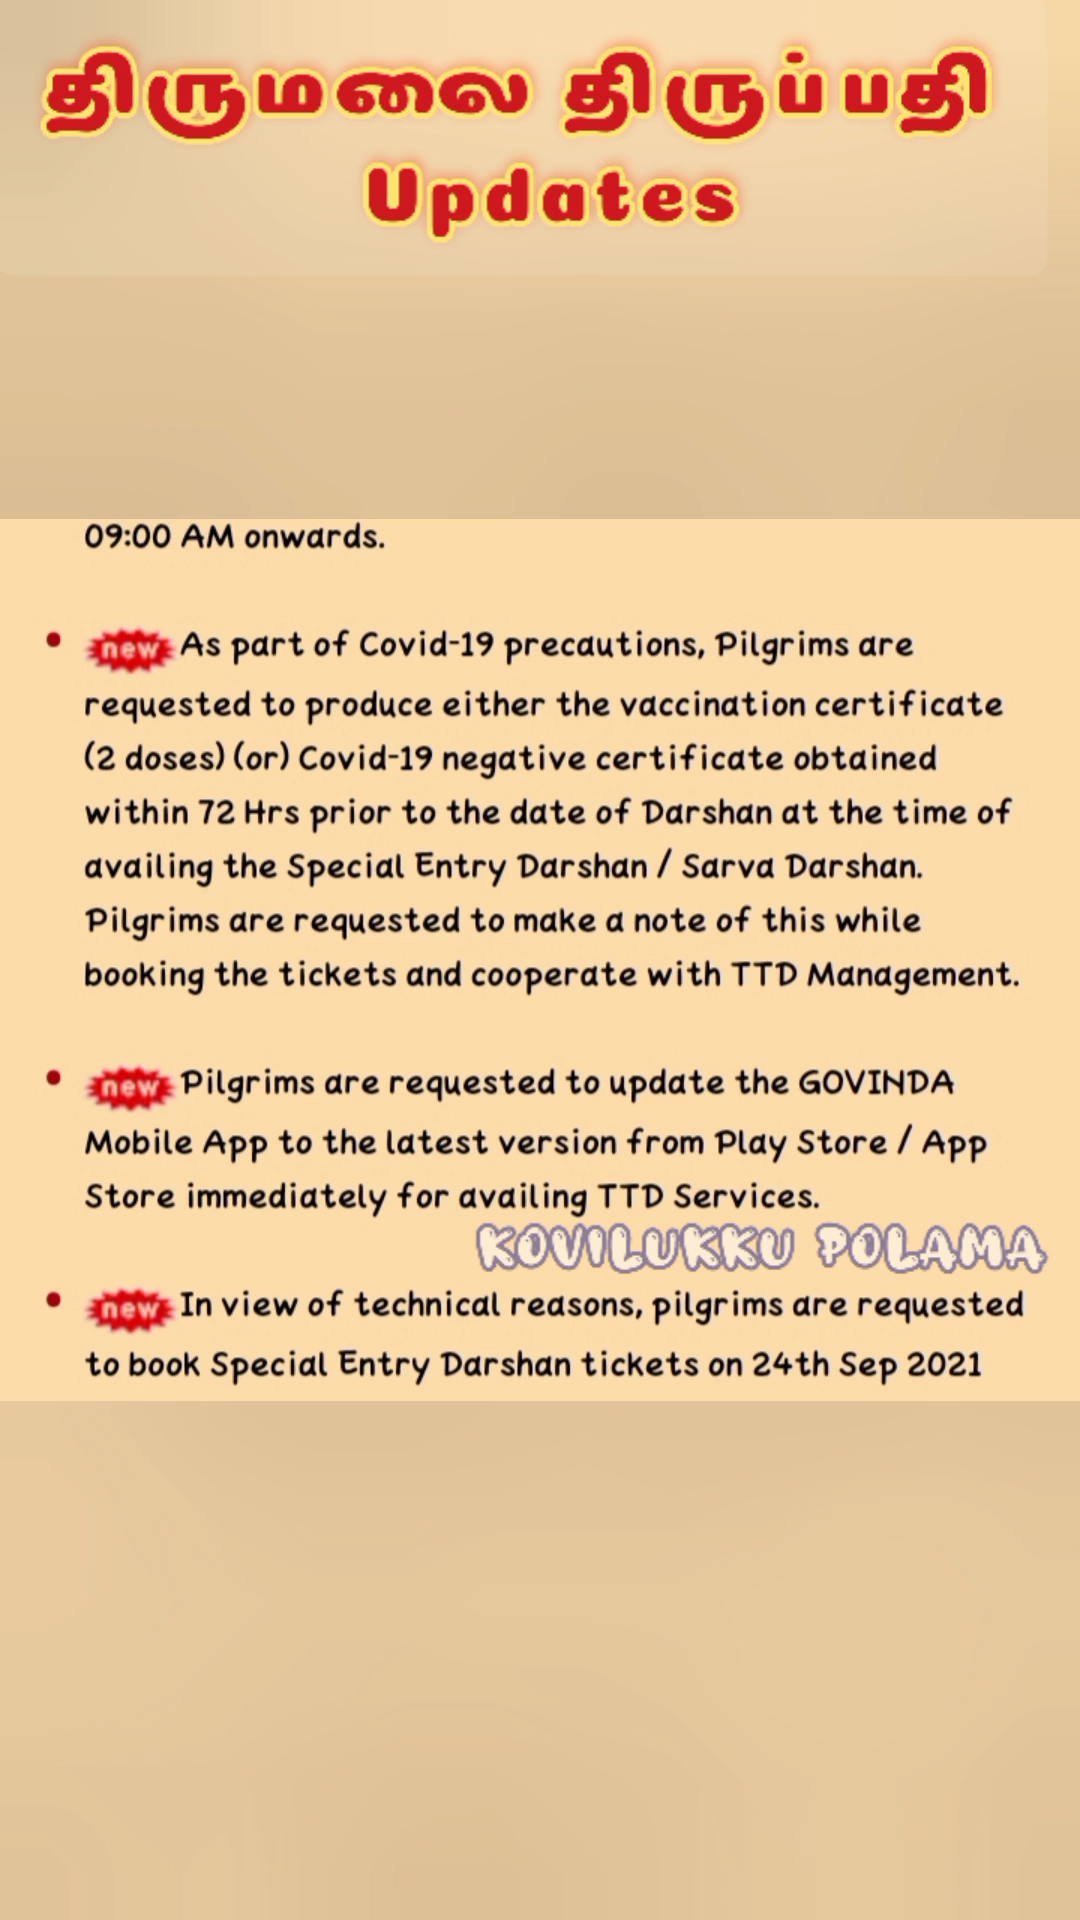 திருமலை திருப்பதி
Updates
09:00 AM onwards.
• new As part of Covid-19 precautions, Pilgrims are
requested to produce either the vaccination certificate
(2 doses) (or) Covid-19 negative certificate obtained
within 72 Hrs prior to the date of Darshan at the time of
availing the Special Entry Darshan / Sarva Darshan.
Pilgrims are requested to make a note of this while
booking the tickets and cooperate with TTD Management.
• new Pilgrims are requested to update the GOVINDA
Mobile App to the latest version from Play Store / App
Store immediately for availing TTD Services.
KOVILUKKU POLAMA
• new In view of technical reasons, pilgrims are requested
to book Special Entry Darshan tickets on 24th Sep 2021